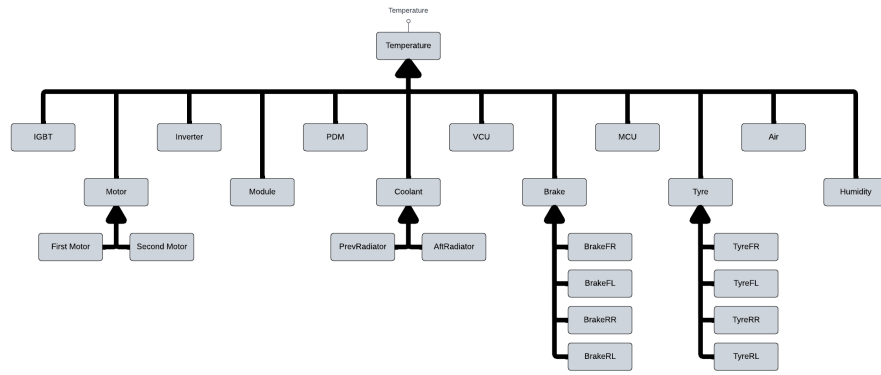 Temperature
Temperature
IGBT
Inverter
PDM
VCU
MCU
Air
Motor
Module
Coolant
Brake
Tyre
Humidity
First Motor
Second Motor
PrevRadiator
AftRadiator
BrakeFR
TyreFR
BrakeFL
TyreFL
BrakeRR
TyreRR
BrakeRL
TyreRL